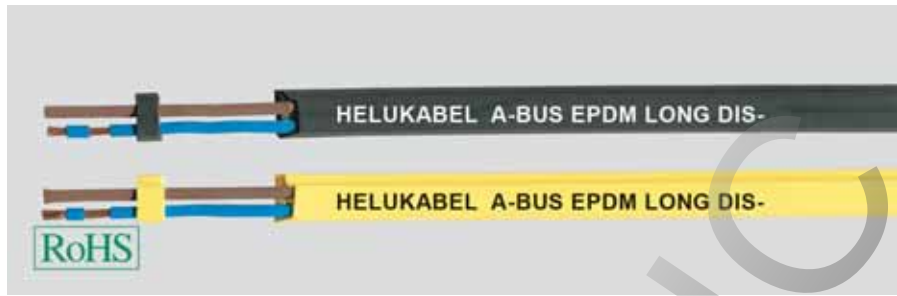 HELUKABEL A-BUS EPDM LONG DIS-
HELUKABEL A-BUS EPDM LONG DIS-
RoHS